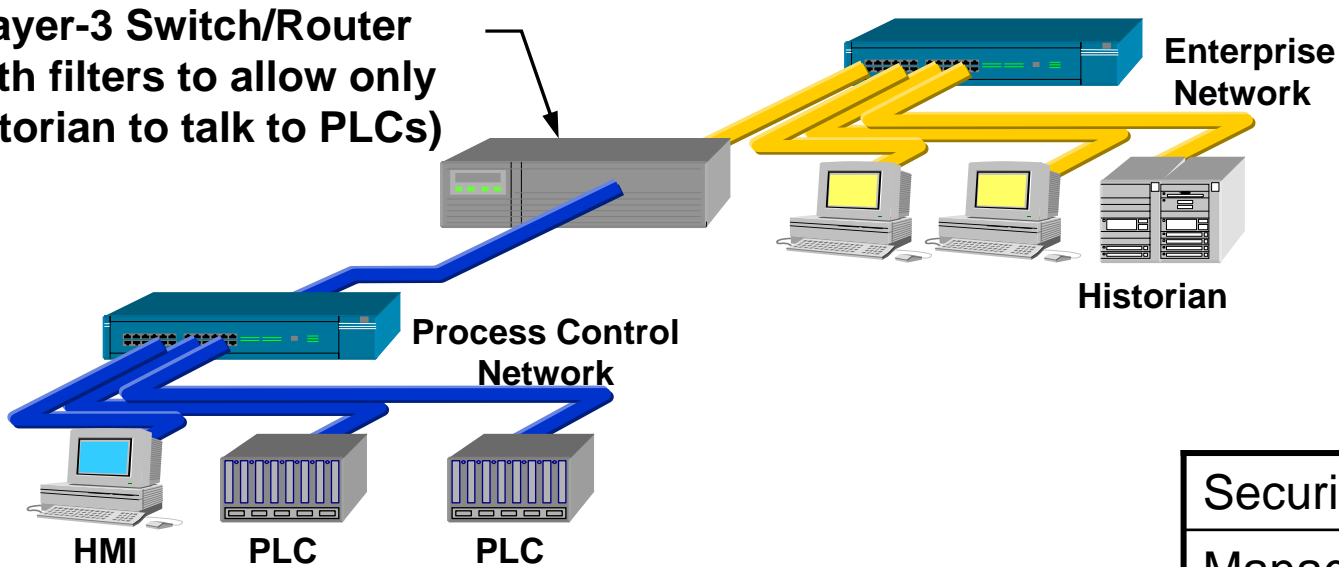 ayer-3 Switch/Router
th filters to allow only
torian to talk to PLCs)
Enterprise
Network
Historian
Process Control
Network
HMI
PLC
PLC
Securi
Manag